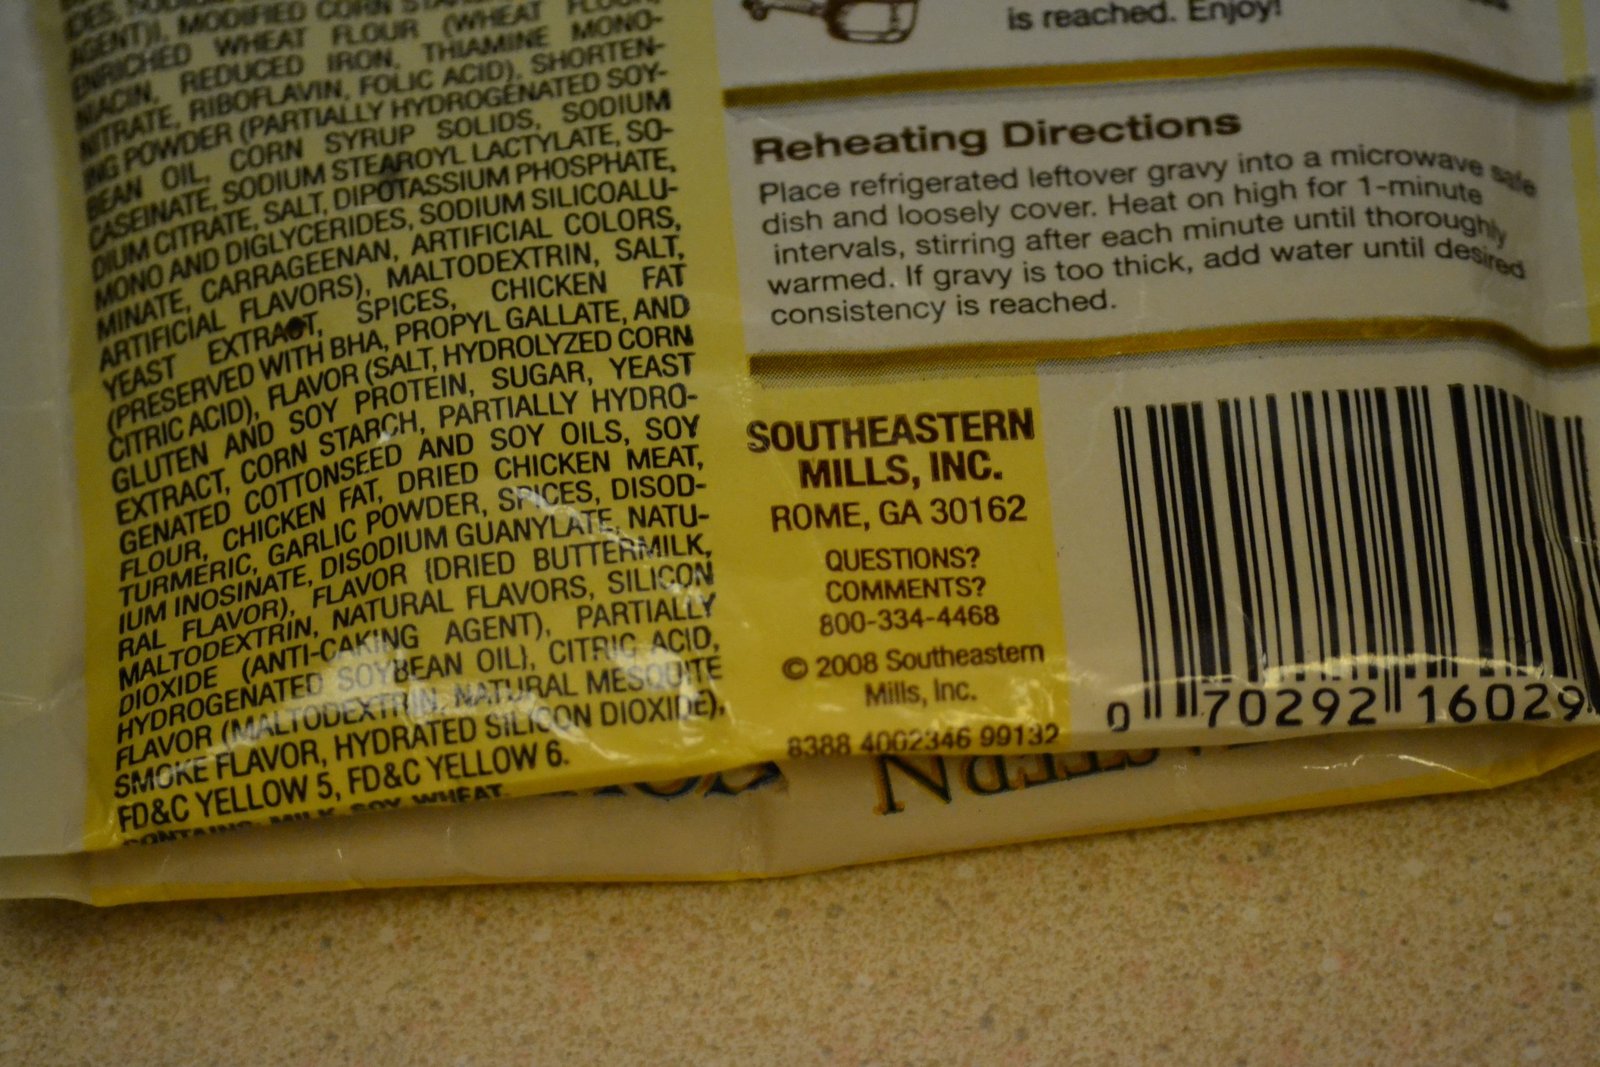 AGENT)), MODIFIED CORN
ENRICHED WHEAT FLOUR (WHEAT FLOUR,
NIACIN, REDUCED IRON, THIAMINE MONO-
NITRATE, RIBOFLAVIN, FOLIC ACID), SHORTEN-
ING POWDER (PARTIALLY HYDROGENATED SOY-
BEAN OIL, CORN SYRUP SOLIDS, SODIUM
CASEINATE, SODIUM STEAROYL LACTYLATE, SO-
DIUM CITRATE, SALT, DIPOTASSIUM PHOSPHATE,
MONO AND DIGLYCERIDES, SODIUM SILICOALU-
MINATE, CARRAGEENAN, ARTIFICIAL COLORS,
ARTIFICIAL FLAVORS), MALTODEXTRIN, SALT,
YEAST EXTRACT, SPICES, CHICKEN FAT
(PRESERVED WITH BHA, PROPYL GALLATE, AND
CITRIC ACID), FLAVOR (SALT, HYDROLYZED CORN
GLUTEN AND SOY PROTEIN, SUGAR, YEAST
EXTRACT, CORN STARCH, PARTIALLY HYDRO-
GENATED COTTONSEED AND SOY OILS, SOY
FLOUR, CHICKEN FAT, DRIED CHICKEN MEAT,
TURMERIC, GARLIC POWDER, SPICES, DISOD-
IUM INOSINATE, DISODIUM GUANYLATE, NATU-
RAL FLAVOR), FLAVOR {DRIED BUTTERMILK,
MALTODEXTRIN, NATURAL FLAVORS, SILICON
DIOXIDE (ANTI-CAKING AGENT), PARTIALLY
HYDROGENATED SOYBEAN OIL}, CITRIC ACID,
FLAVOR (MALTODEXTRIN, NATURAL MESQUITE
SMOKE FLAVOR, HYDRATED SILICON DIOXIDE),
FD&C YELLOW 5, FD&C YELLOW 6.
CONTAINS: MILK, SOY, WHEAT.
is reached. Enjoy!
Reheating Directions
Place refrigerated leftover gravy into a microwave safe
dish and loosely cover. Heat on high for 1-minute
intervals, stirring after each minute until thoroughly
warmed. If gravy is too thick, add water until desired
consistency is reached.
SOUTHEASTERN
MILLS, INC.
ROME, GA 30162
QUESTIONS?
COMMENTS?
800-334-4468
© 2008 Southeastern
Mills, Inc.
8388 4002346 99132
0 70292 16029